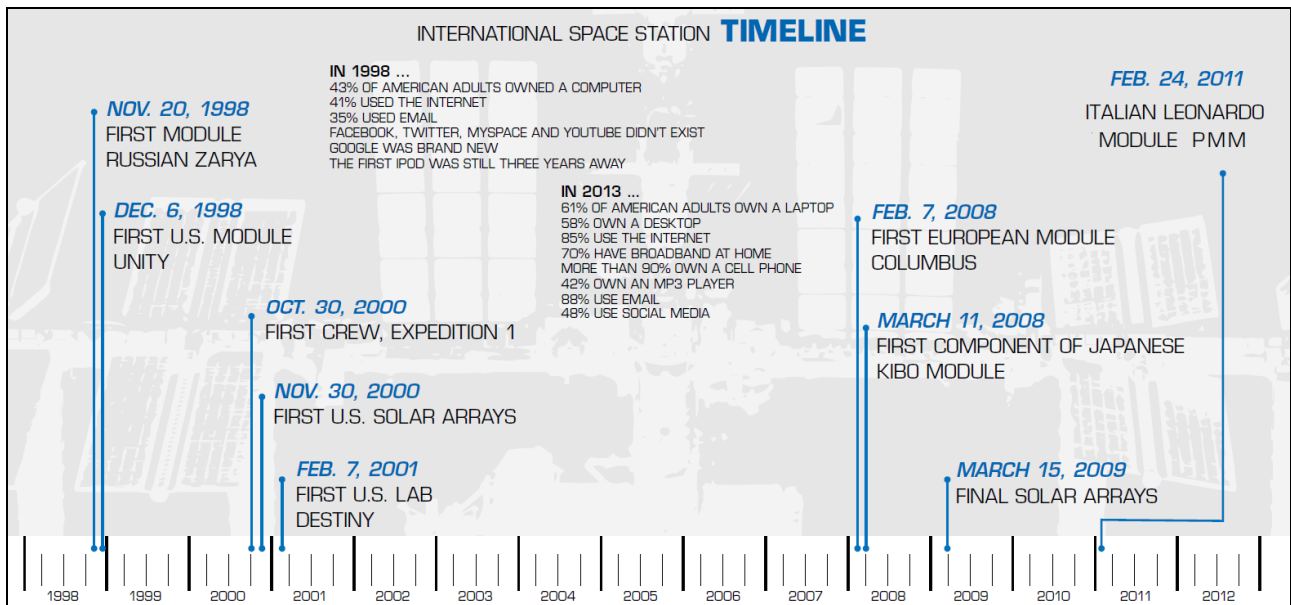 INTERNATIONAL SPACE STATION TIMELINE
IN 1998 ...
43% OF AMERICAN ADULTS OWNED A COMPUTER
41% USED THE INTERNET
35% USED EMAIL
FACEBOOK, TWITTER, MYSPACE AND YOUTUBE DIDN'T EXIST
GOOGLE WAS BRAND NEW
THE FIRST IPOD WAS STILL THREE YEARS AWAY
IN 2013 ...
61% OF AMERICAN ADULTS OWN A LAPTOP
58% OWN A DESKTOP
85% USE THE INTERNET
70% HAVE BROADBAND AT HOME
MORE THAN 90% OWN A CELL PHONE
42% OWN AN MP3 PLAYER
88% USE EMAIL
48% USE SOCIAL MEDIA
NOV. 20, 1998
FIRST MODULE
RUSSIAN ZARYA
DEC. 6, 1998
FIRST U.S. MODULE
UNITY
OCT. 30, 2000
FIRST CREW, EXPEDITION 1
NOV. 30, 2000
FIRST U.S. SOLAR ARRAYS
FEB. 7, 2001
FIRST U.S. LAB
DESTINY
FEB. 7, 2008
FIRST EUROPEAN MODULE
COLUMBUS
MARCH 11, 2008
FIRST COMPONENT OF JAPANESE
KIBO MODULE
MARCH 15, 2009
FINAL SOLAR ARRAYS
FEB. 24, 2011
ITALIAN LEONARDO
MODULE PMM
1998 1999 2000 2001 2002 2003 2004 2005 2006 2007 2008 2009 2010 2011 2012